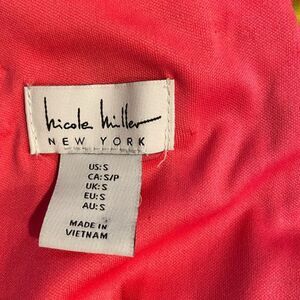 Nicole Miller
NEW YORK
US:S
CA:S/P
UK:S
EU:S
AU:S
MADE IN
VIETNAM